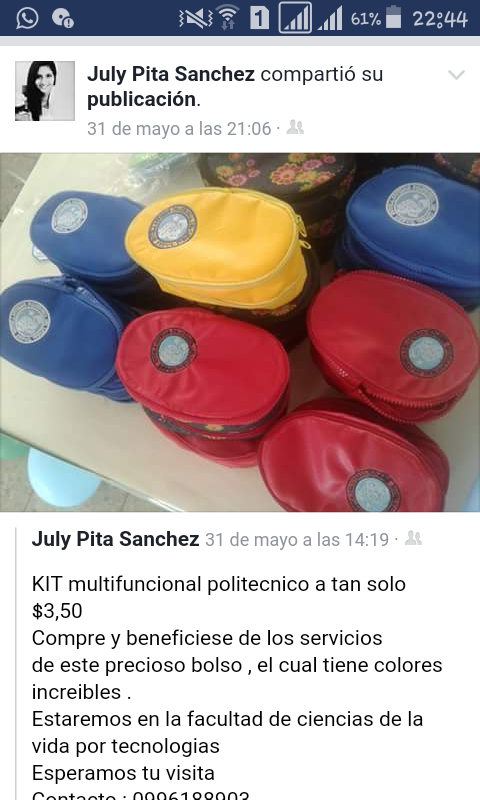 61% 22:44
July Pita Sanchez compartió su
publicación.
31 de mayo a las 21:06 ·
July Pita Sanchez 31 de mayo a las 14:19 ·
KIT multifuncional politecnico a tan solo
$3,50
Compre y beneficiese de los servicios
de este precioso bolso , el cual tiene colores
increibles .
Estaremos en la facultad de ciencias de la
vida por tecnologias
Esperamos tu visita
Contacto : 0996188903